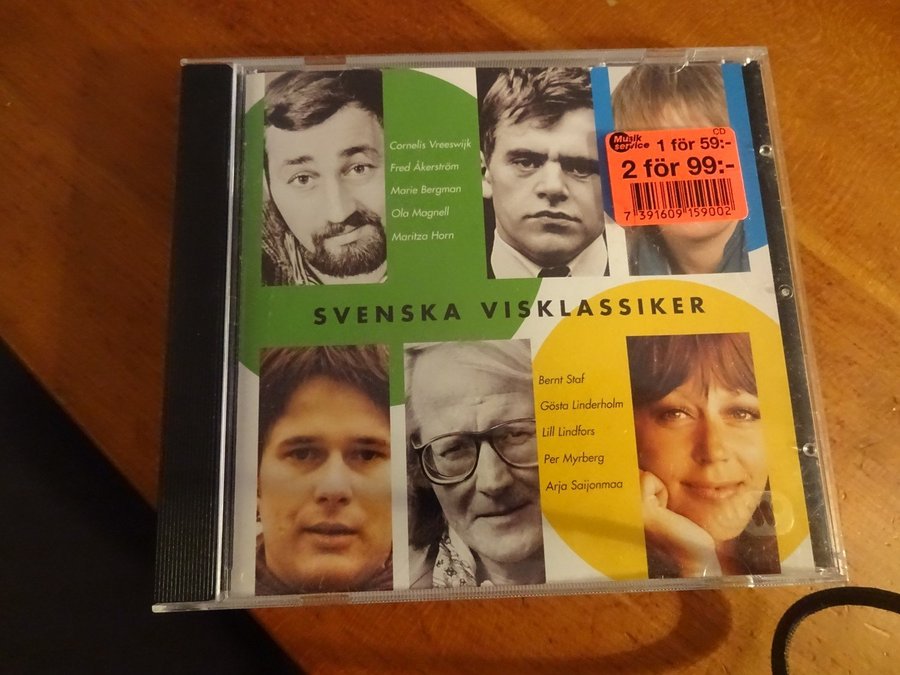 Cornelis Vreeswijk
Fred Åkerström
Marie Bergman
Ola Magnell
Maritza Horn
CD
Musik service
1 för 59:-
2 för 99:-
7 391609 159002
SVENSKA VISKLASSIKER
Bernt Staf
Gösta Linderholm
Lill Lindfors
Per Myrberg
Arja Saijonmaa